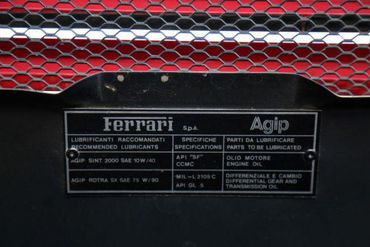 Ferrari S.p.A. Agip
LUBRIFICANTI RACCOMANDATI SPECIFICHE PARTI DA LUBRIFICARE
RECOMMENDED LUBRICANTS SPECIFICATIONS PARTS TO BE LUBRICATED
AGIP SINT 2000 SAE 10W/40 API "SF" OLIO MOTORE
CCMC ENGINE OIL
AGIP ROTRA SX SAE 75 W/90 MIL-L 2105 C DIFFERENZIALE E CAMBIO
API GL 5 DIFFERENTIAL GEAR AND
TRANSMISSION OIL